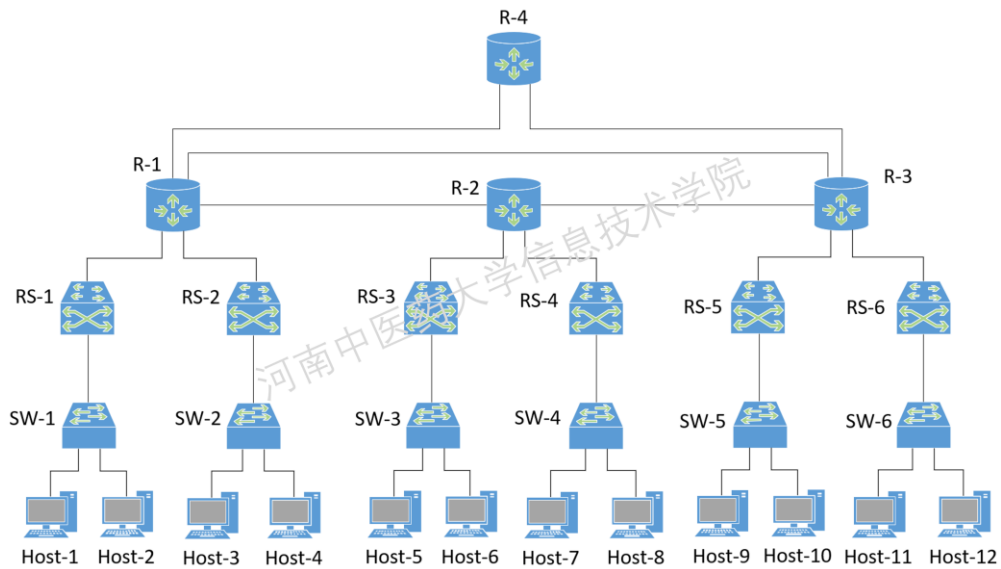 R-4
R-1
R-2
R-3
RS-1
RS-2
RS-3
RS-4
RS-5
RS-6
河南中医药大学信息技术学院
SW-1
SW-2
SW-3
SW-4
SW-5
SW-6
Host-1
Host-2
Host-3
Host-4
Host-5
Host-6
Host-7
Host-8
Host-9
Host-10
Host-11
Host-12